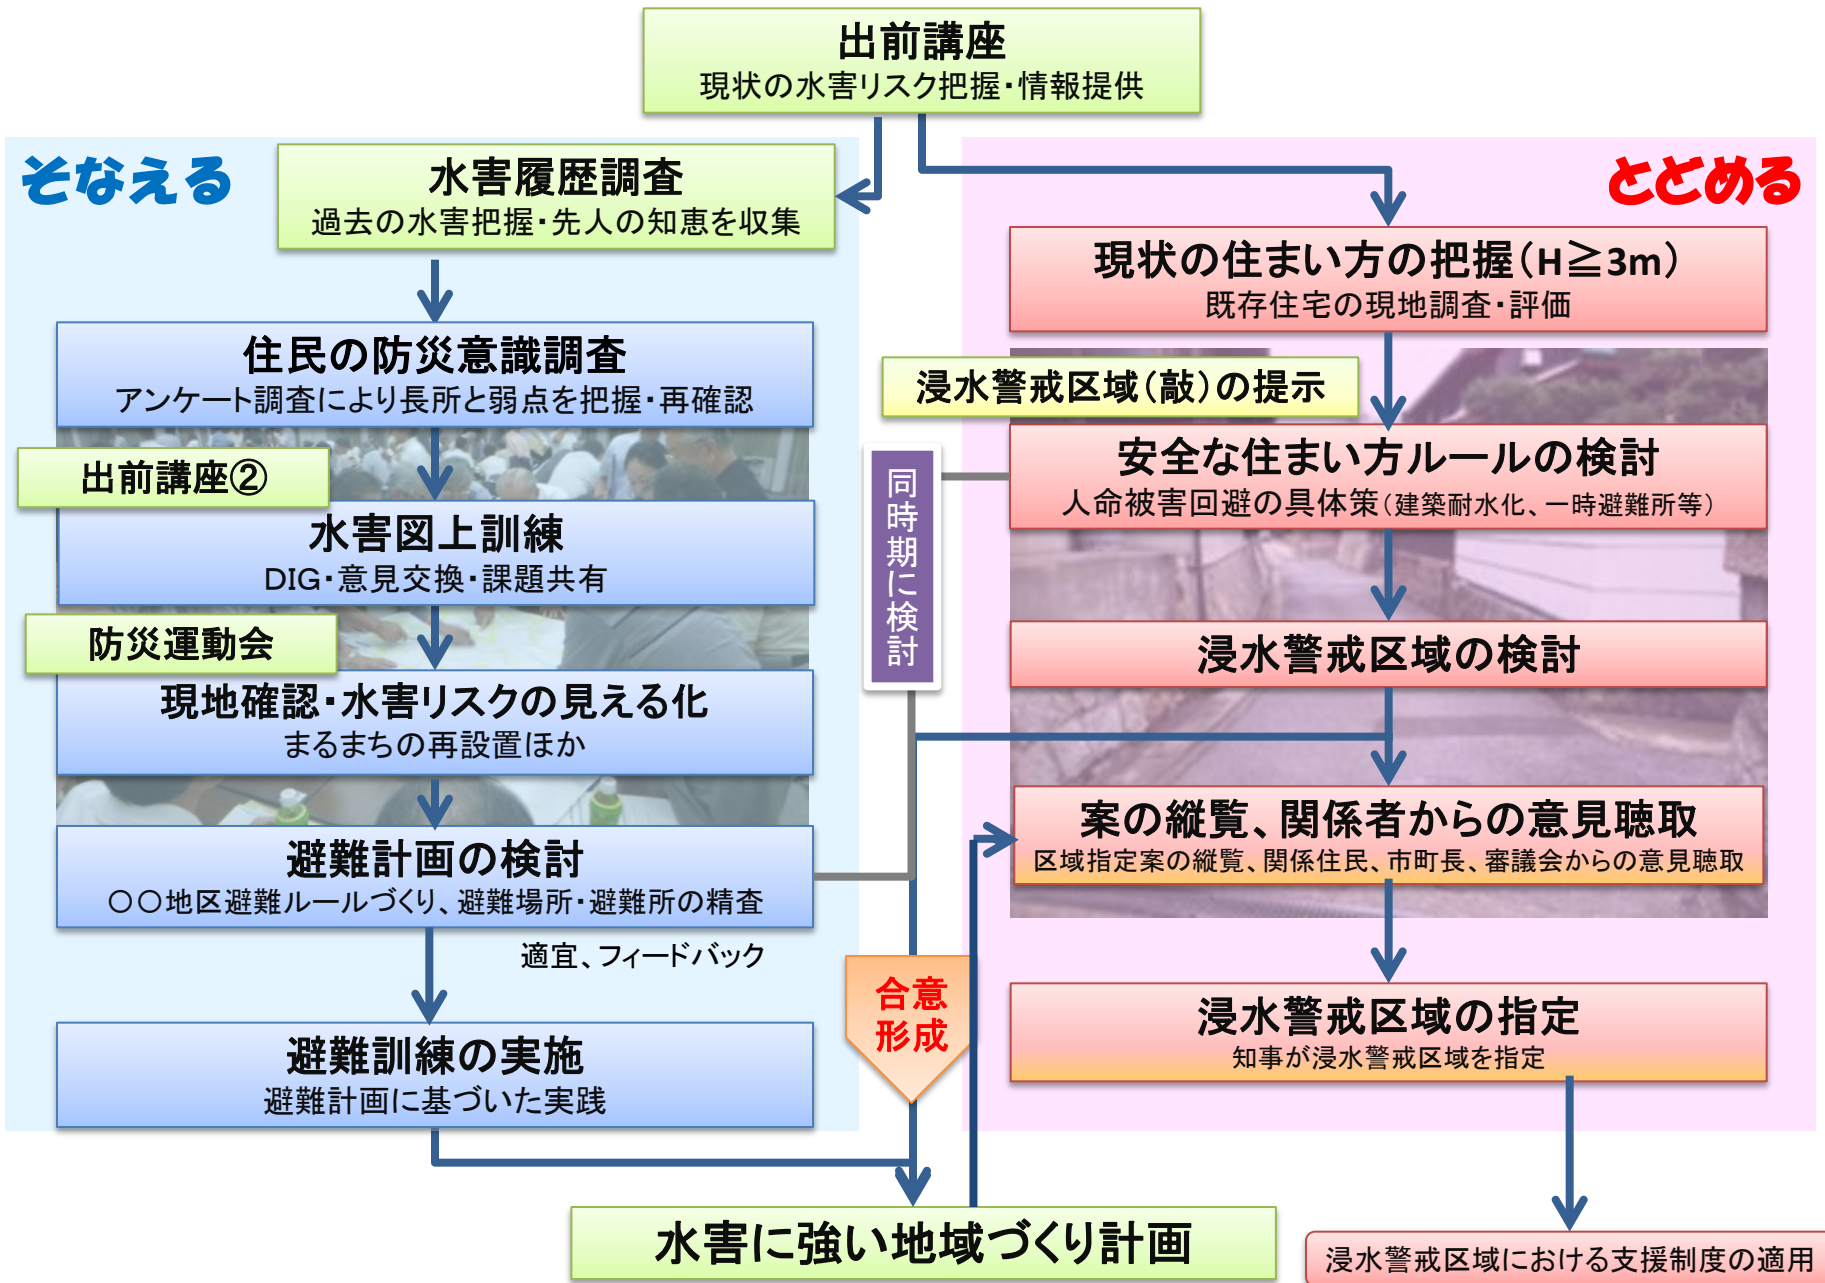 出前講座
現状の水害リスク把握・情報提供
そなえる
水害履歴調査
過去の水害把握・先人の知恵を収集
住民の防災意識調査
アンケート調査により長所と弱点を把握・再確認
出前講座②
水害図上訓練
DIG・意見交換・課題共有
防災運動会
現地確認・水害リスクの見える化
まるまちの再設置ほか
避難計画の検討
〇〇地区避難ルールづくり、避難場所・避難所の精査
適宜、フィードバック
避難訓練の実施
避難計画に基づいた実践
同時期に検討
合意
形成
とどめる
現状の住まい方の把握（H≧3m）
既存住宅の現地調査・評価
浸水警戒区域（敲）の提示
安全な住まい方ルールの検討
人命被害回避の具体策（建築耐水化、一時避難所等）
浸水警戒区域の検討
案の縦覧、関係者からの意見聴取
区域指定案の縦覧、関係住民、市町長、審議会からの意見聴取
浸水警戒区域の指定
知事が浸水警戒区域を指定
水害に強い地域づくり計画
浸水警戒区域における支援制度の適用